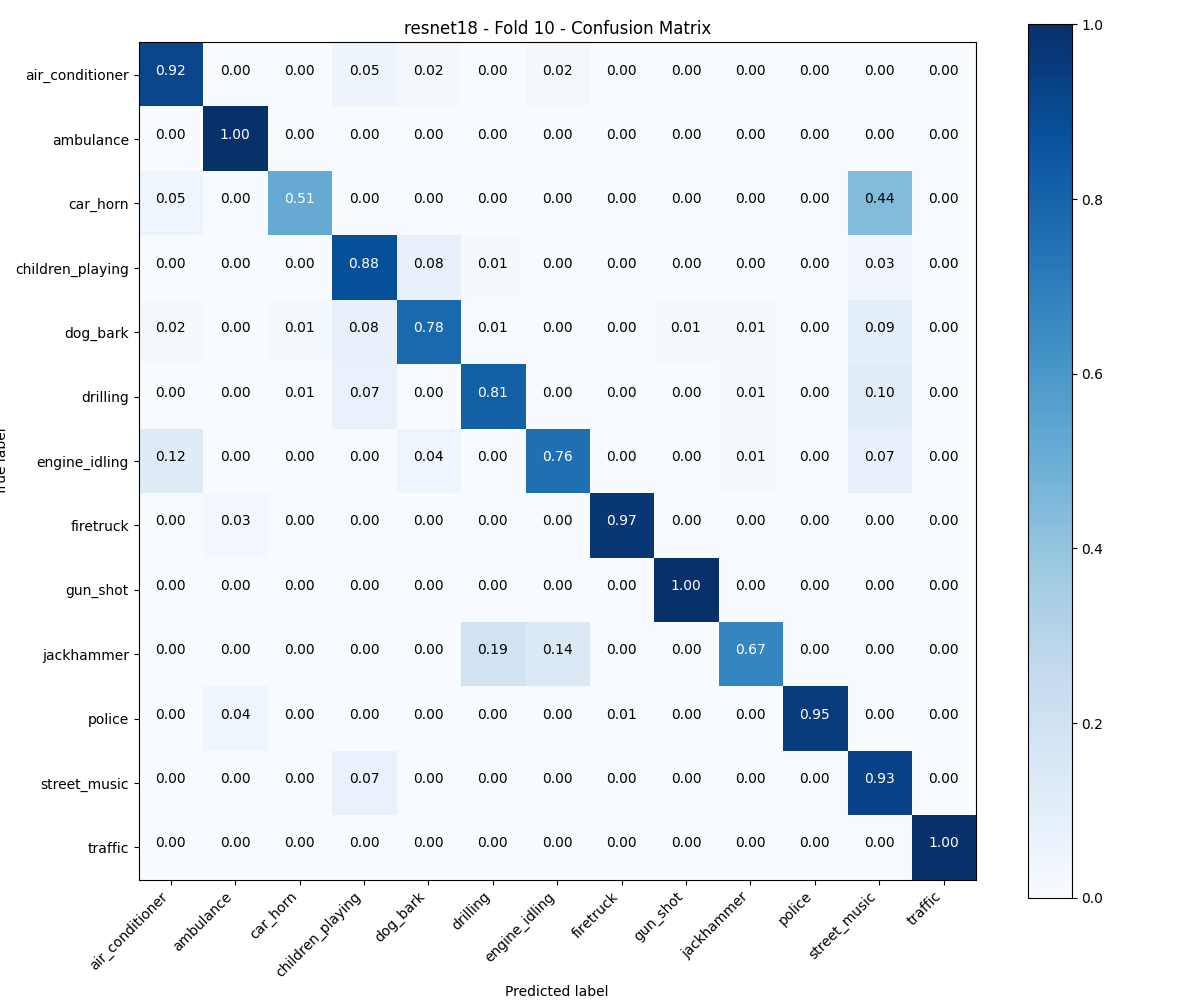 resnet18 - Fold 10 - Confusion Matrix
air_conditioner 0.92 0.00 0.00 0.05 0.02 0.00 0.02 0.00 0.00 0.00 0.00 0.00 0.00
ambulance 0.00 1.00 0.00 0.00 0.00 0.00 0.00 0.00 0.00 0.00 0.00 0.00 0.00
car_horn 0.05 0.00 0.51 0.00 0.00 0.00 0.00 0.00 0.00 0.00 0.00 0.44 0.00
children_playing 0.00 0.00 0.00 0.88 0.08 0.01 0.00 0.00 0.00 0.00 0.00 0.03 0.00
dog_bark 0.02 0.00 0.01 0.08 0.78 0.01 0.00 0.00 0.01 0.01 0.00 0.09 0.00
drilling 0.00 0.00 0.01 0.07 0.00 0.81 0.00 0.00 0.00 0.01 0.00 0.10 0.00
engine_idling 0.12 0.00 0.00 0.00 0.04 0.00 0.76 0.00 0.00 0.01 0.00 0.07 0.00
firetruck 0.00 0.03 0.00 0.00 0.00 0.00 0.00 0.97 0.00 0.00 0.00 0.00 0.00
gun_shot 0.00 0.00 0.00 0.00 0.00 0.00 0.00 0.00 1.00 0.00 0.00 0.00 0.00
jackhammer 0.00 0.00 0.00 0.00 0.00 0.19 0.14 0.00 0.00 0.67 0.00 0.00 0.00
police 0.00 0.04 0.00 0.00 0.00 0.00 0.00 0.01 0.00 0.00 0.95 0.00 0.00
street_music 0.00 0.00 0.00 0.07 0.00 0.00 0.00 0.00 0.00 0.00 0.00 0.93 0.00
traffic 0.00 0.00 0.00 0.00 0.00 0.00 0.00 0.00 0.00 0.00 0.00 0.00 1.00
air_conditioner ambulance car_horn children_playing dog_bark drilling engine_idling firetruck gun_shot jackhammer police street_music traffic
Predicted label
label
1.0
0.8
0.6
0.4
0.2
0.0